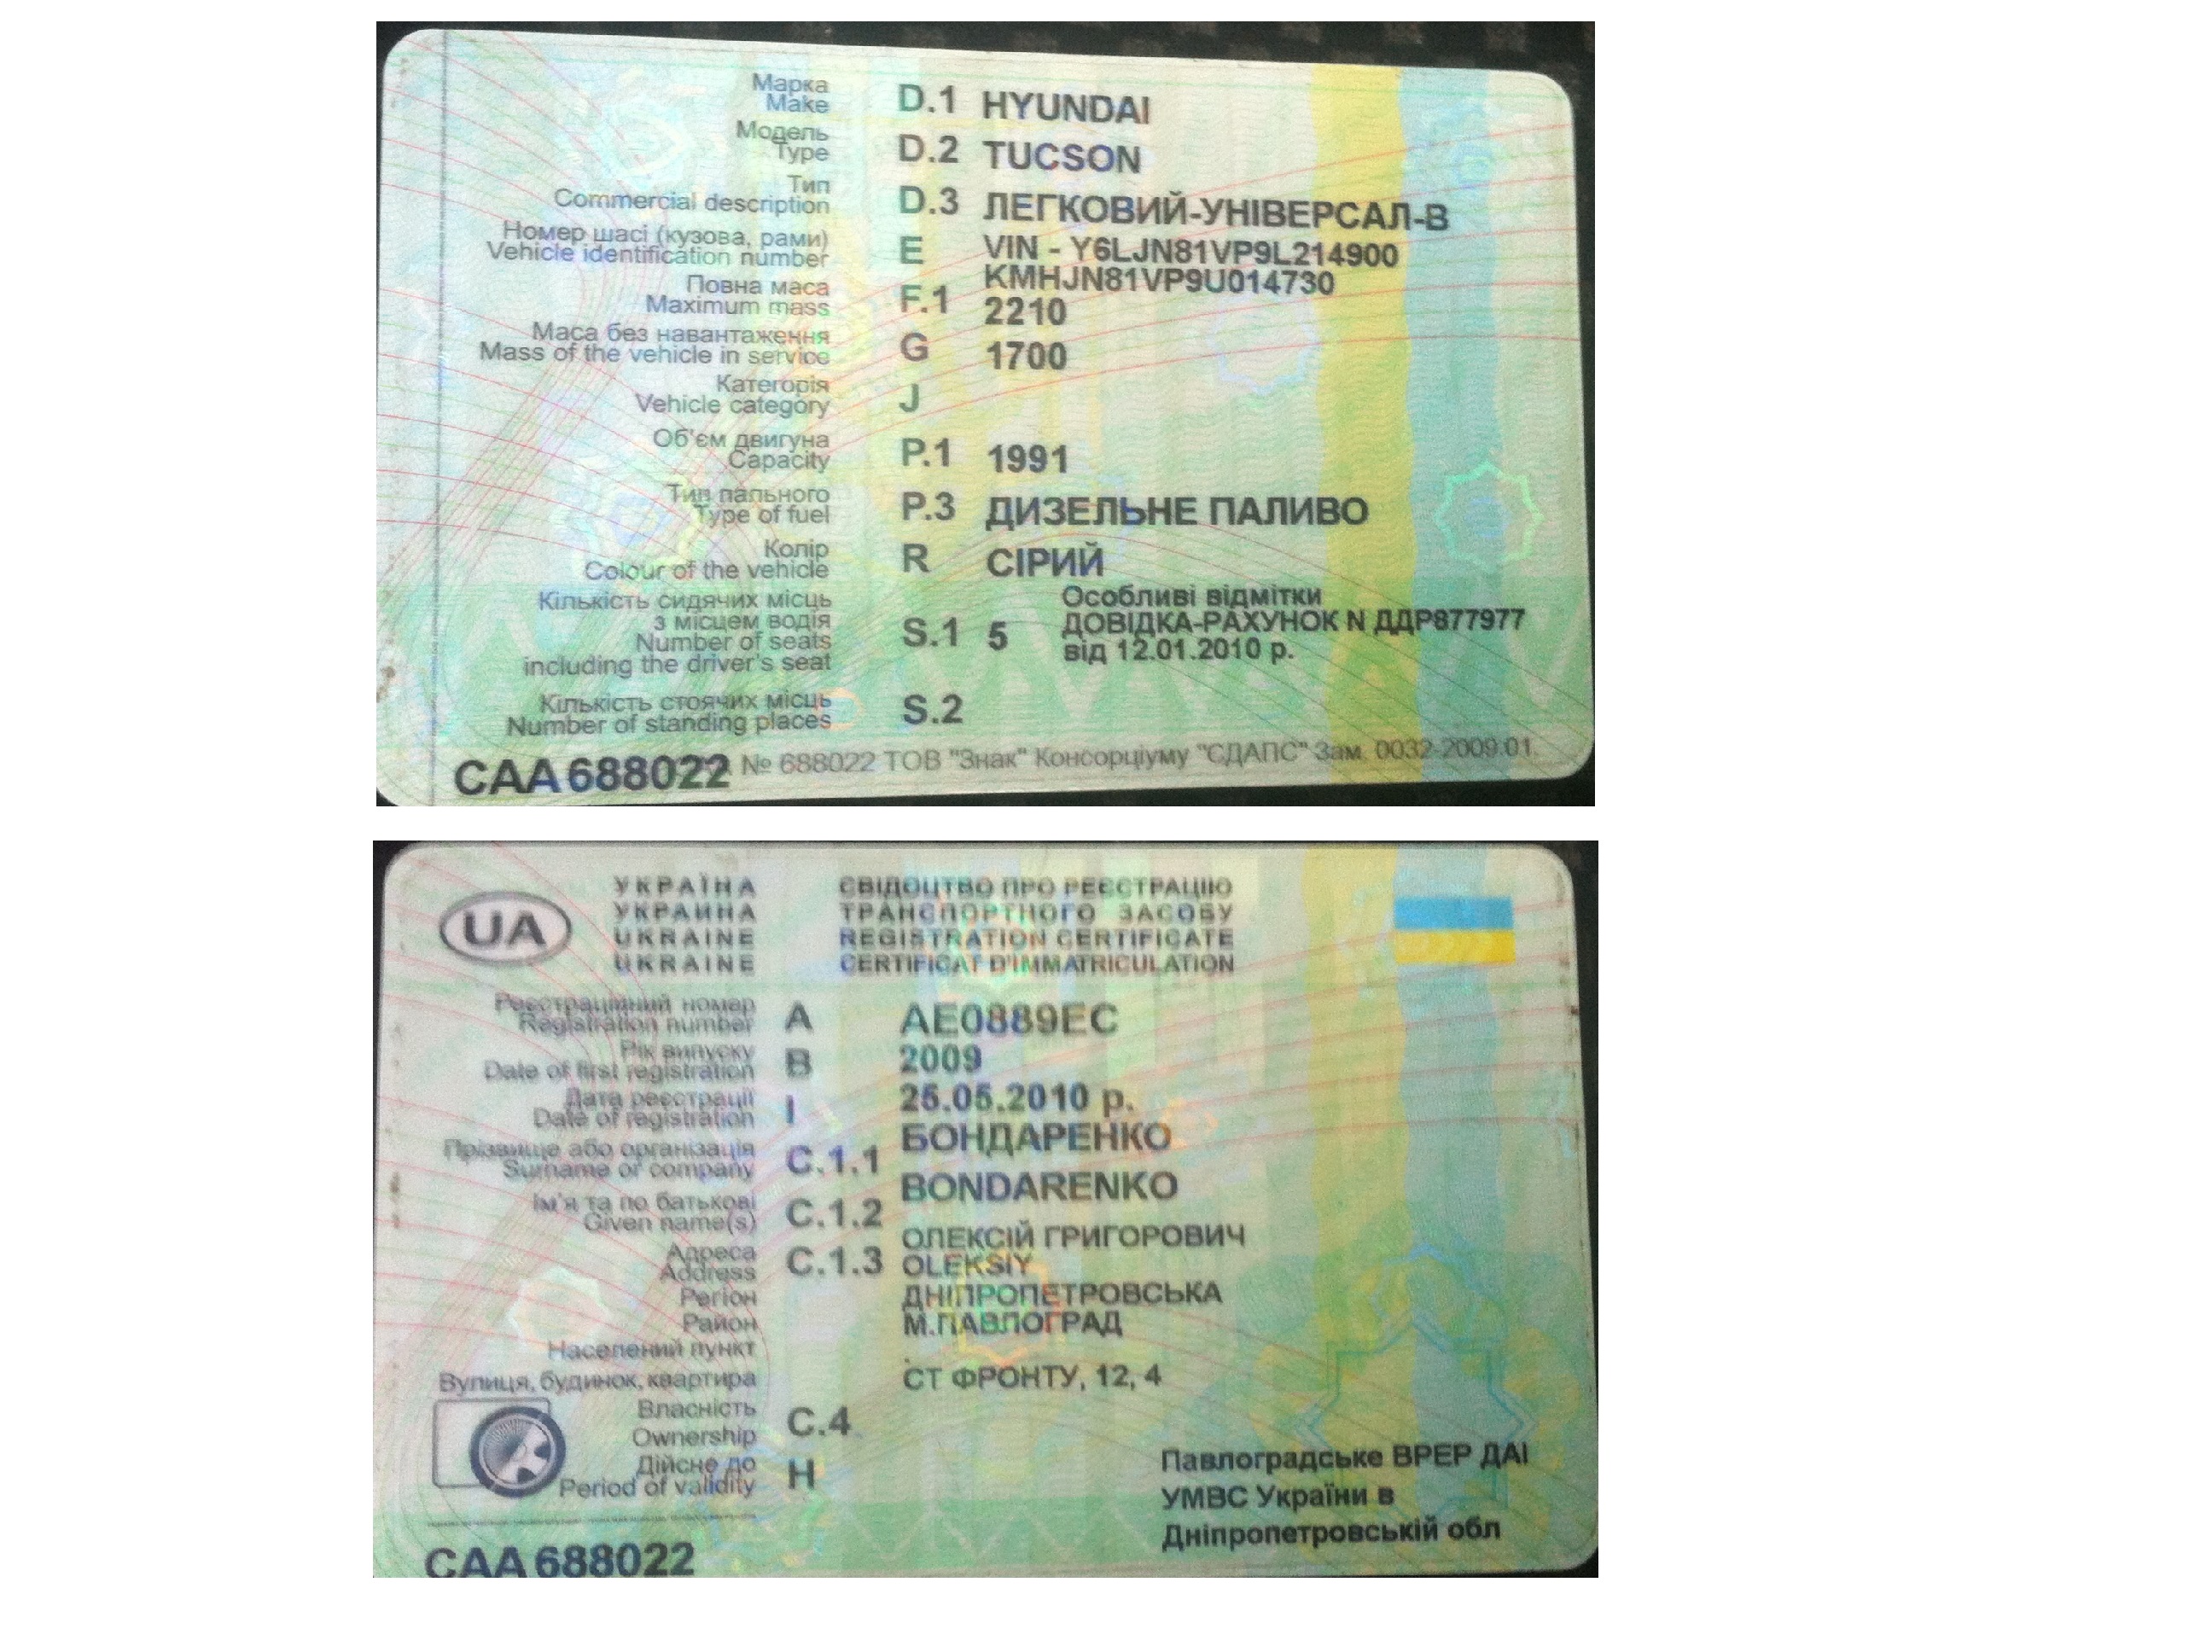 Марка
Make
D.1 HYUNDAI
Модель
Type
D.2 TUCSON
Тип
Commercial description
D.3 ЛЕГКОВИЙ-УНІВЕРСАЛ-В
Номер шасі (кузова, рами)
Vehicle identification number
E VIN - Y6LJN81VP9L214900
KMHJN81VP9U014730
Повна маса
Maximum mass
F.1 2210
Маса без навантаження
Mass of the vehicle in service
G 1700
Категорія
Vehicle category
J
Об'єм двигуна
Capacity
P.1 1991
Тип пального
Type of fuel
P.3 ДИЗЕЛЬНЕ ПАЛИВО
Колір
Colour of the vehicle
R СІРИЙ
Кількість сидячих місць
з місцем водія
Number of seats
including the driver's seat
S.1 5
Особливі відмітки
ДОВІДКА-РАХУНОК N ДДР877977
від 12.01.2010 р.
Кількість стоячих місць
Number of standing places
S.2
САА 688022 № 688022 ТОВ "Знак" Консорціуму "СДАПС" Зам. 0032-2009.01.
UA
УКРАЇНА
УКРАИНА
UKRAINE
UKRAINE
СВІДОЦТВО ПРО РЕЄСТРАЦІЮ
ТРАНСПОРТНОГО ЗАСОБУ
REGISTRATION CERTIFICATE
CERTIFICAT D'IMMATRICULATION
Реєстраційний номер
Registration number
A AE0889EC
Рік випуску
Date of first registration
B 2009
Дата реєстрації
Date of registration
I 25.05.2010 р.
Прізвище або організація
Surname or company
C.1.1 БОНДАРЕНКО
BONDARENKO
Ім'я та по батькові
Given name(s)
C.1.2 ОЛЕКСІЙ ГРИГОРОВИЧ
OLEKSIY
Адреса
Address
C.1.3
Регіон
ДНІПРОПЕТРОВСЬКА
Район
М.ПАВЛОГРАД
Населений пункт
.
Вулиця, будинок, квартира
СТ ФРОНТУ, 12, 4
Власність
Ownership
C.4
Дійсне до
Period of validity
H
Павлоградське ВРЕР ДАІ
УМВС України в
Дніпропетровській обл
САА 688022